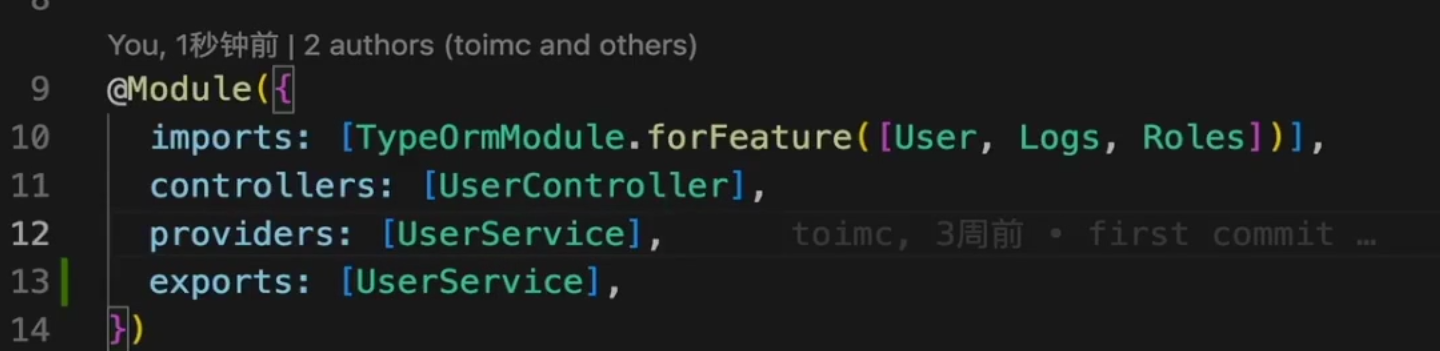 8
You, 1秒钟前 | 2 authors (toimc and others)
9 @Module({
10 imports: [TypeOrmModule.forFeature([User, Logs, Roles])],
11 controllers: [UserController],
12 providers: [UserService], toimc, 3周前 • first commit …
13 exports: [UserService],
14 })